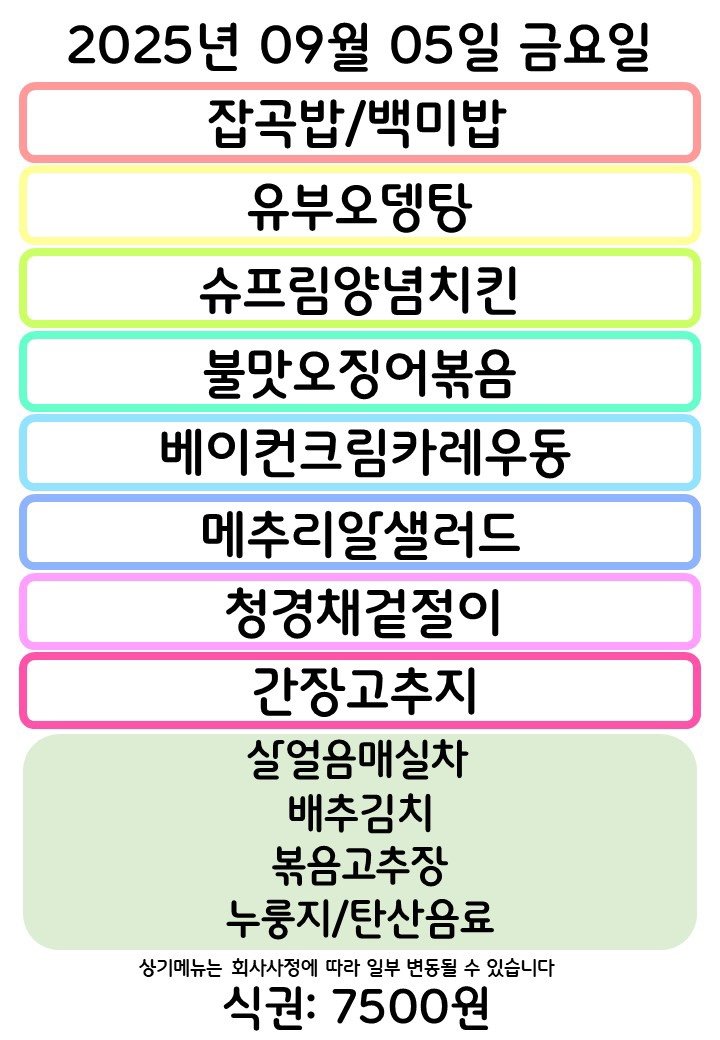 2025년 09월 05일 금요일
잡곡밥/백미밥
유부오뎅탕
슈프림양념치킨
불맛오징어볶음
베이컨크림카레우동
메추리알샐러드
청경채겉절이
간장고추지
살얼음매실차
배추김치
볶음고추장
누룽지/탄산음료
상기메뉴는 회사사정에 따라 일부 변동될 수 있습니다
식권: 7500원